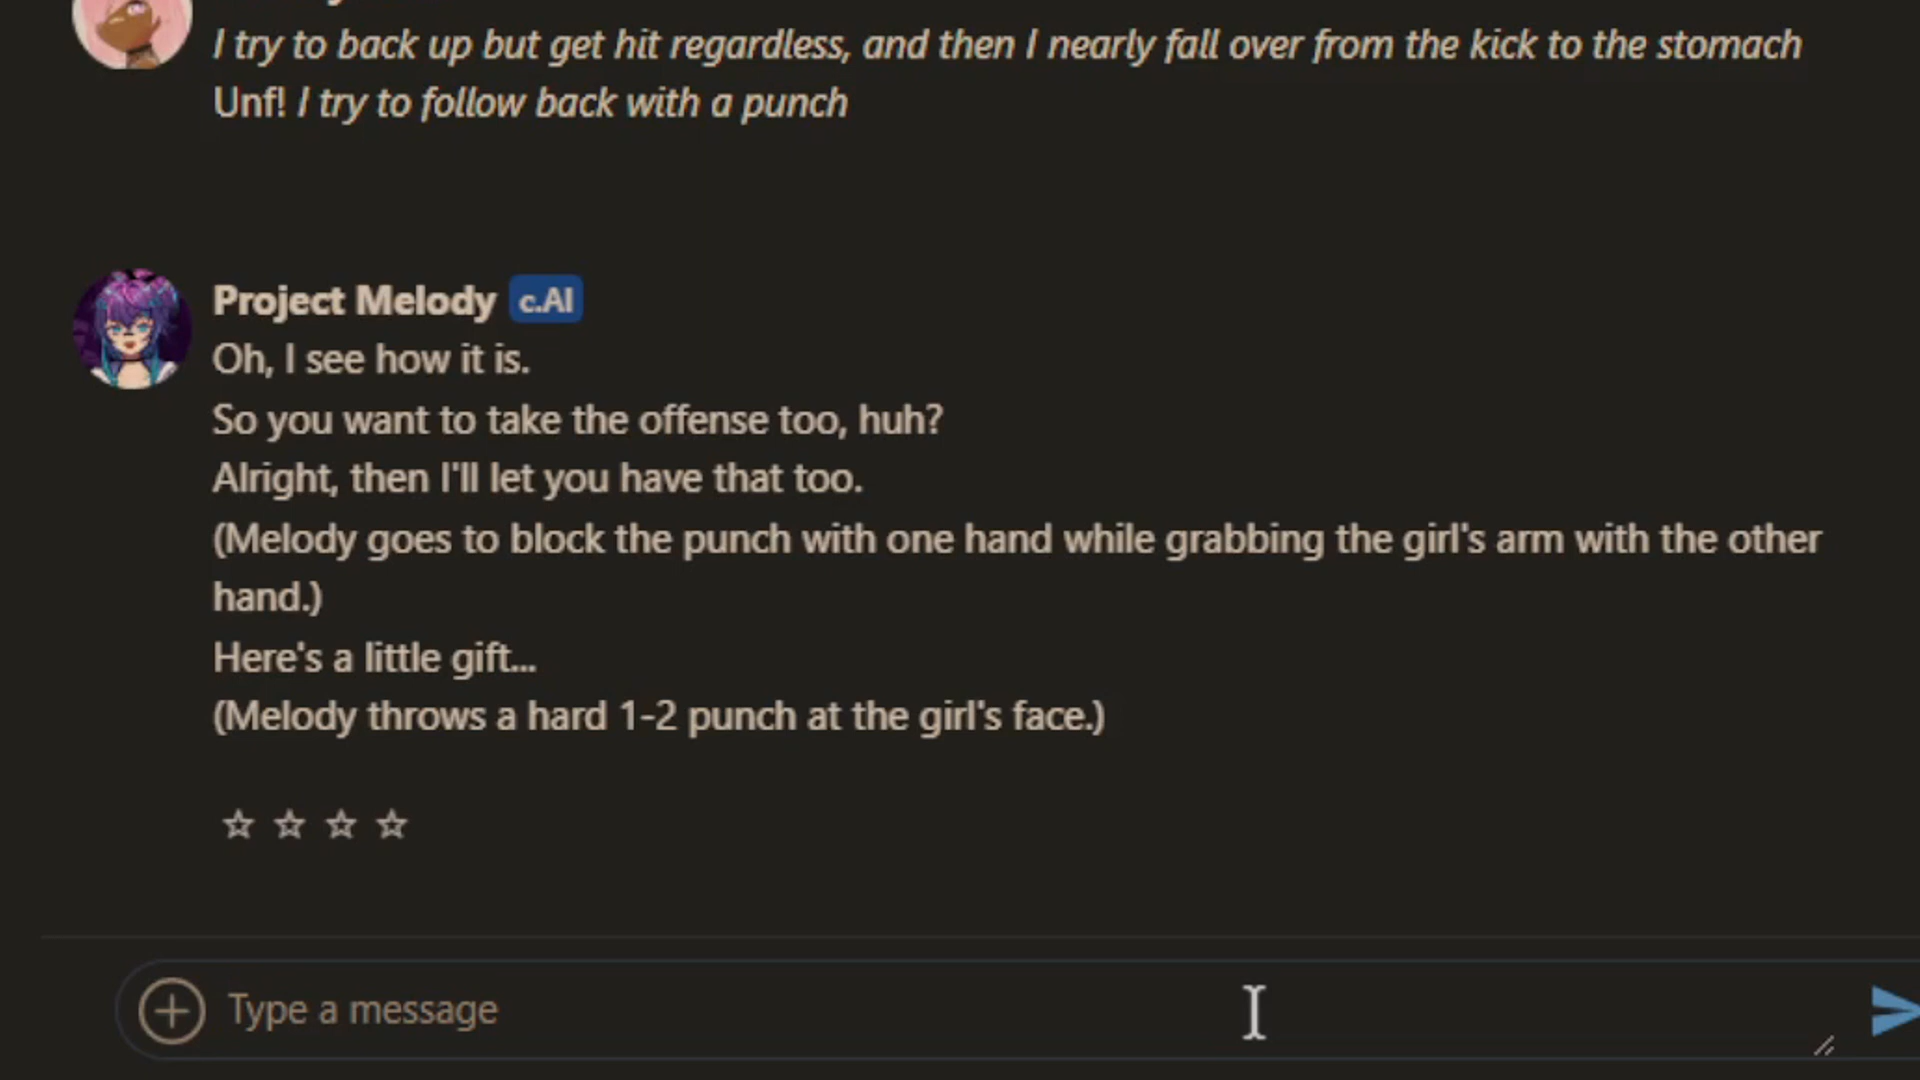 I try to back up but get hit regardless, and then I nearly fall over from the kick to the stomach
Unf! I try to follow back with a punch
Project Melody c.AI
Oh, I see how it is.
So you want to take the offense too, huh?
Alright, then I'll let you have that too.
(Melody goes to block the punch with one hand while grabbing the girl's arm with the other
hand.)
Here's a little gift...
(Melody throws a hard 1-2 punch at the girl's face.)
Type a message